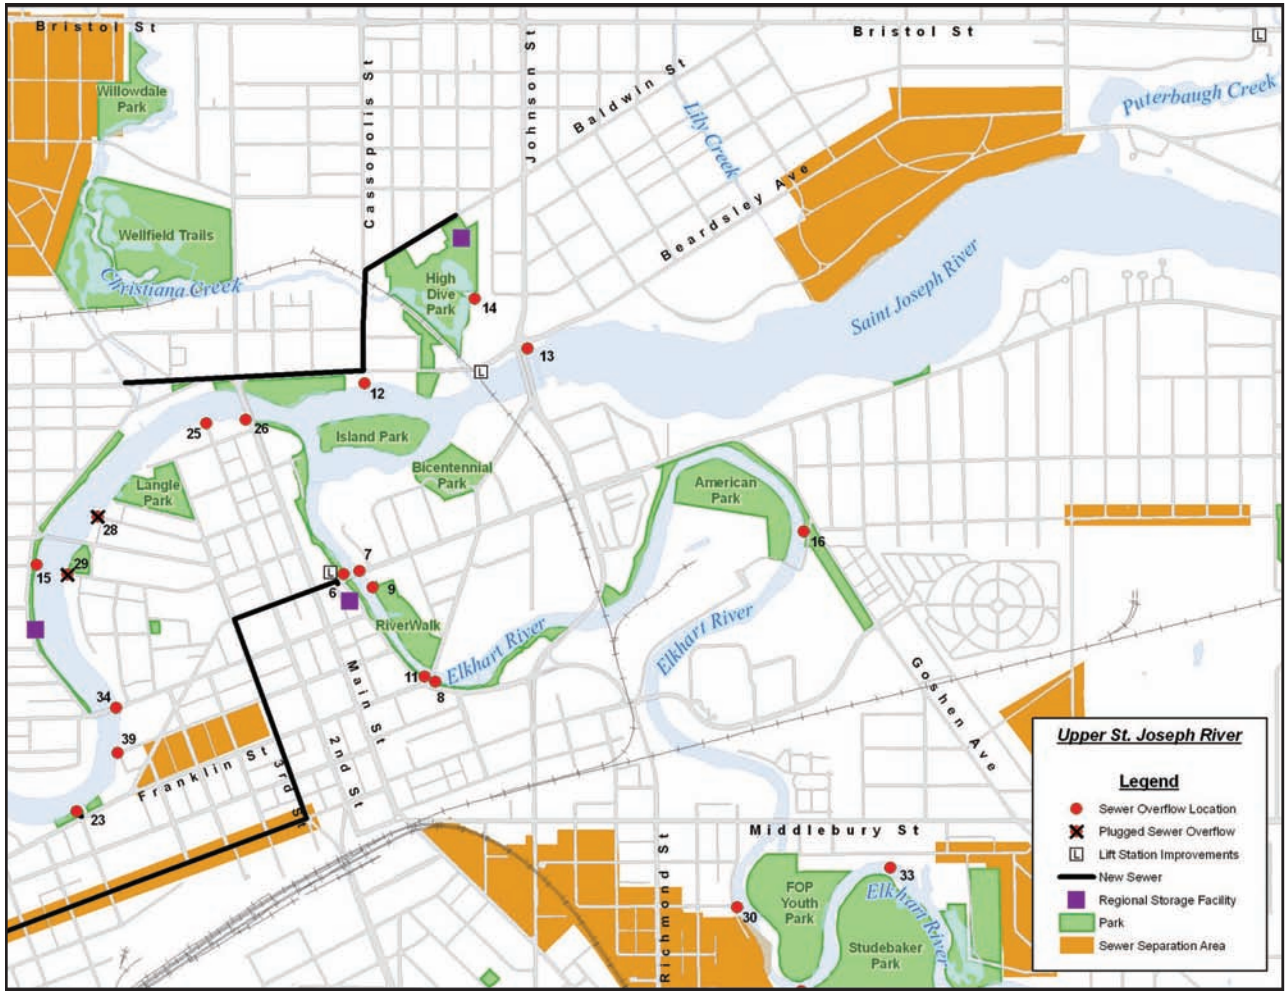 Bristol St
Bristol St
L
Cassopolis St
Johnson St
Baldwin St
Willowdale
Park
Puterbaugh Creek
Lily Creek
Beardsley Ave
Wellfield Trails
Christiana Creek
High
Dive
Park
14
Saint Joseph River
13
L
12
25
26
Island Park
Bicentennial
Park
Langle
Park
American
Park
28
16
29
15
7
L
6
9
RiverWalk
Elkhart River
Elkhart River
11
8
Goshen Ave
Main St
34
39
2nd St
Franklin St
3rd St
23
Middlebury St
Richmond St
33
FOP
Youth
Park
30
Elkhart River
Studebaker
Park
Upper St. Joseph River
Legend
Sewer Overflow Location
Plugged Sewer Overflow
L Lift Station Improvements
New Sewer
Regional Storage Facility
Park
Sewer Separation Area